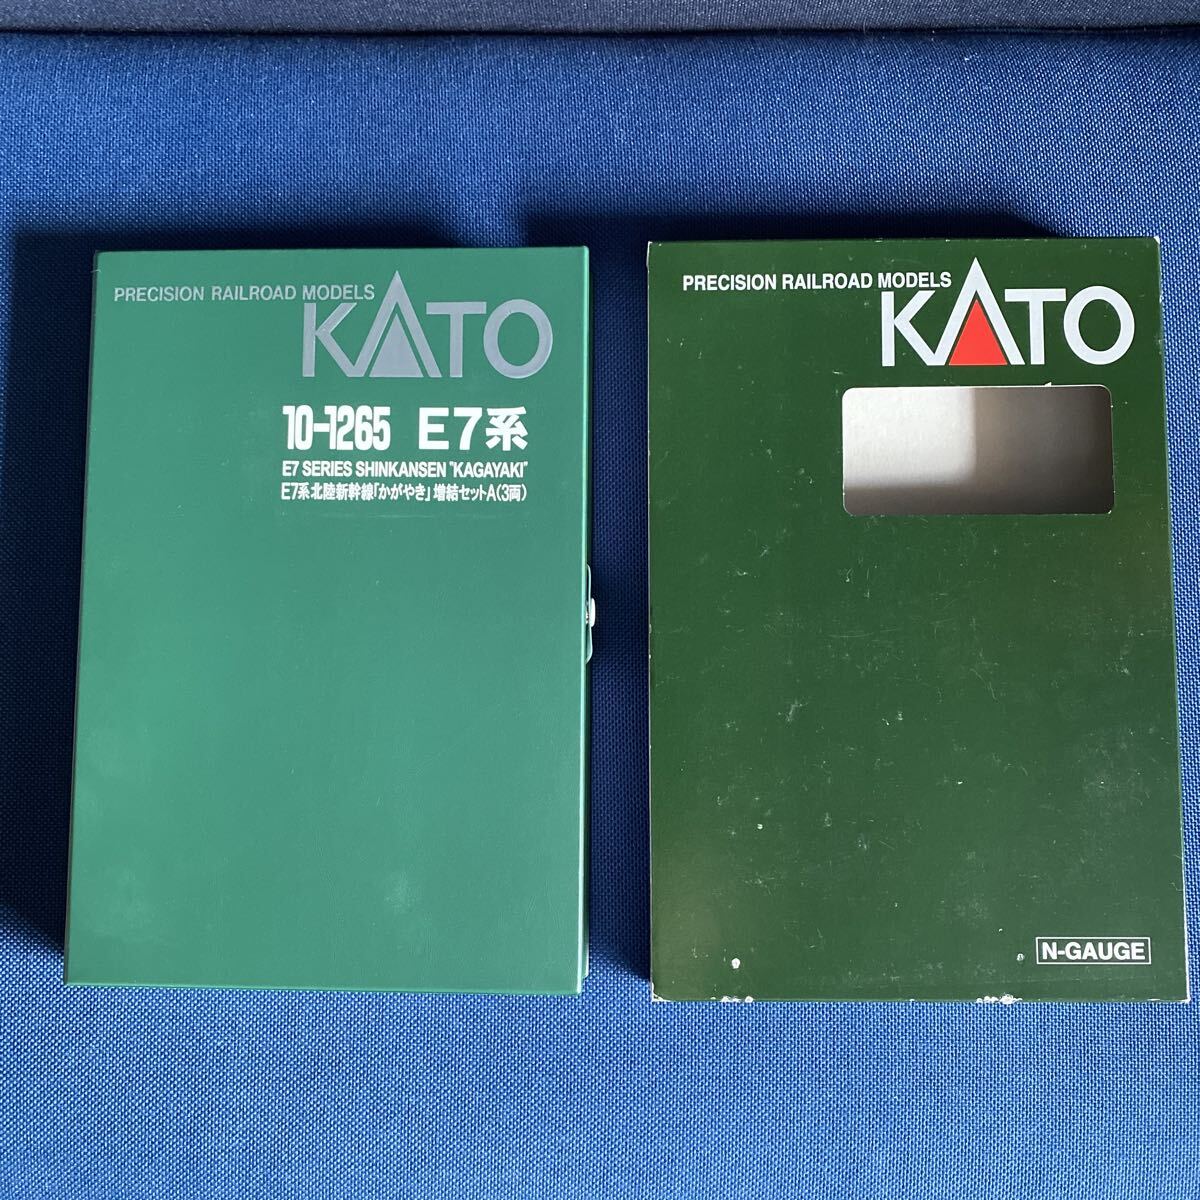 PRECISION RAILROAD MODELS
KATO
10-1265 E7系
E7 SERIES SHINKANSEN "KAGAYAKI"
E7系北陸新幹線「かがやき」増結セットA(3両)
PRECISION RAILROAD MODELS
KATO
N-GAUGE